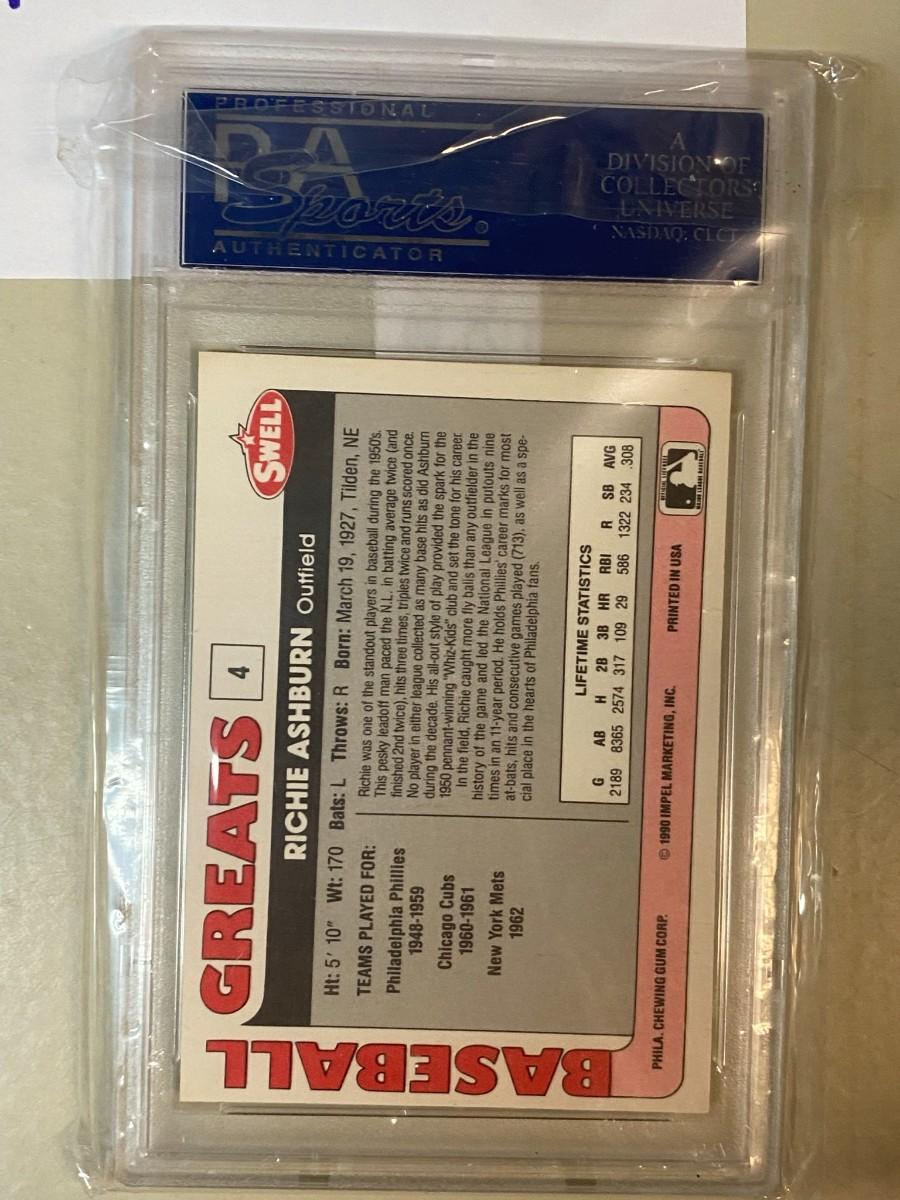 PROFESSIONAL
PSA
Sports
AUTHENTICATOR
A
DIVISION OF
COLLECTORS
UNIVERSE
NASDAQ: CLCT
BASEBALL
GREATS
4
SWELL
RICHIE ASHBURN Outfield
Ht: 5' 10" Wt: 170 Bats: L Throws: R Born: March 19, 1927, Tilden, NE
TEAMS PLAYED FOR:
Philadelphia Phillies
1948-1959
Chicago Cubs
1960-1961
New York Mets
1962
Richie was one of the standout players in baseball during the 1950's.
This pesky leadoff man paced the N.L. in batting average twice (and
finished 2nd twice), hits three times, triples twice and runs scored once.
No player in either league collected as many base hits as did Ashburn
during the decade. His all-out style of play provided the spark for the
1950 pennant-winning "Whiz-Kids" club and set the tone for his career.
In the field, Richie caught more fly balls than any outfielder in the
history of the game and led the National League in putouts nine
times in an 11-year period. He holds Phillies' career marks for most
at-bats, hits and consecutive games played (713), as well as a spe-
cial place in the hearts of Philadelphia fans.
LIFETIME STATISTICS
G AB H 2B 3B HR RBI R SB AVG
2189 8365 2574 317 109 29 586 1322 234 .308
PHILA. CHEWING GUM CORP. © 1990 IMPEL MARKETING, INC. PRINTED IN USA